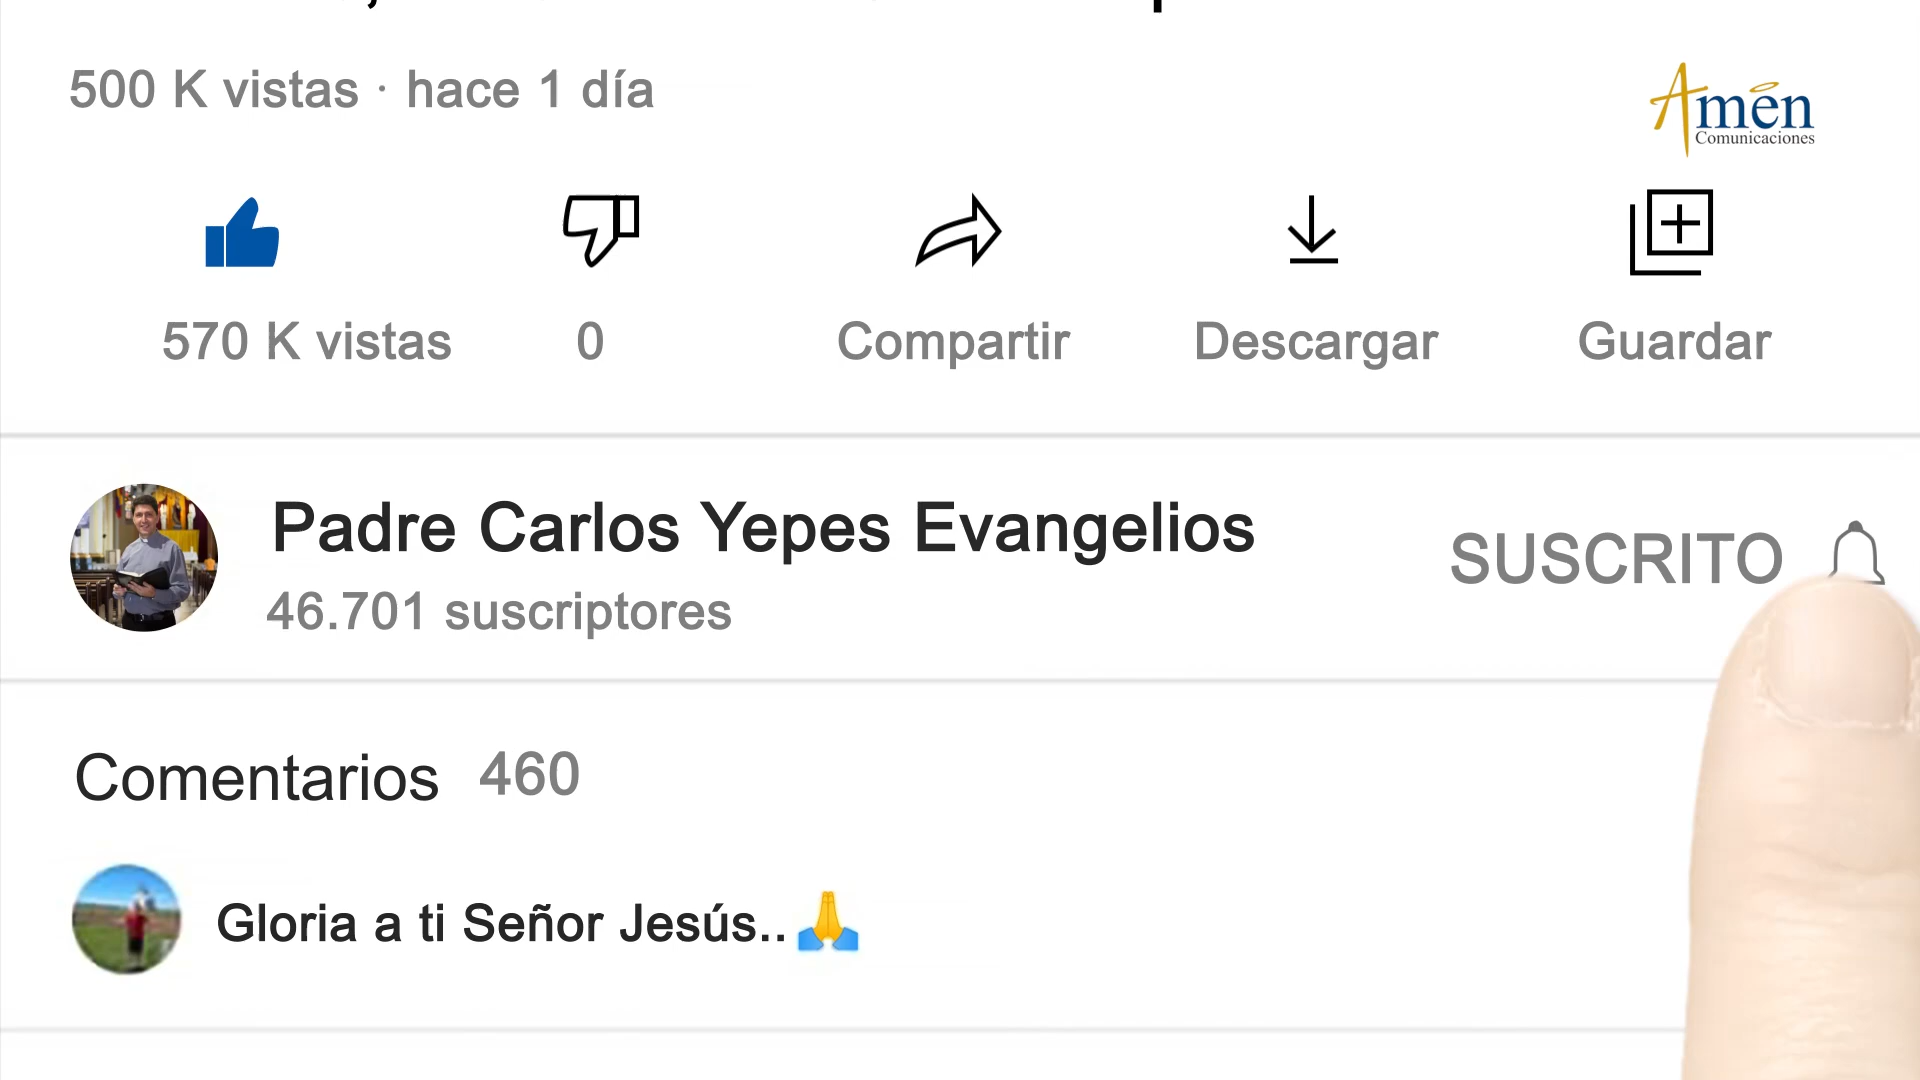 500 K vistas · hace 1 día
Amén
Comunicaciones
570 K vistas
0
Compartir
Descargar
Guardar
Padre Carlos Yepes Evangelios
SUSCRITO
46.701 suscriptores
Comentarios 460
Gloria a ti Señor Jesús..🙏